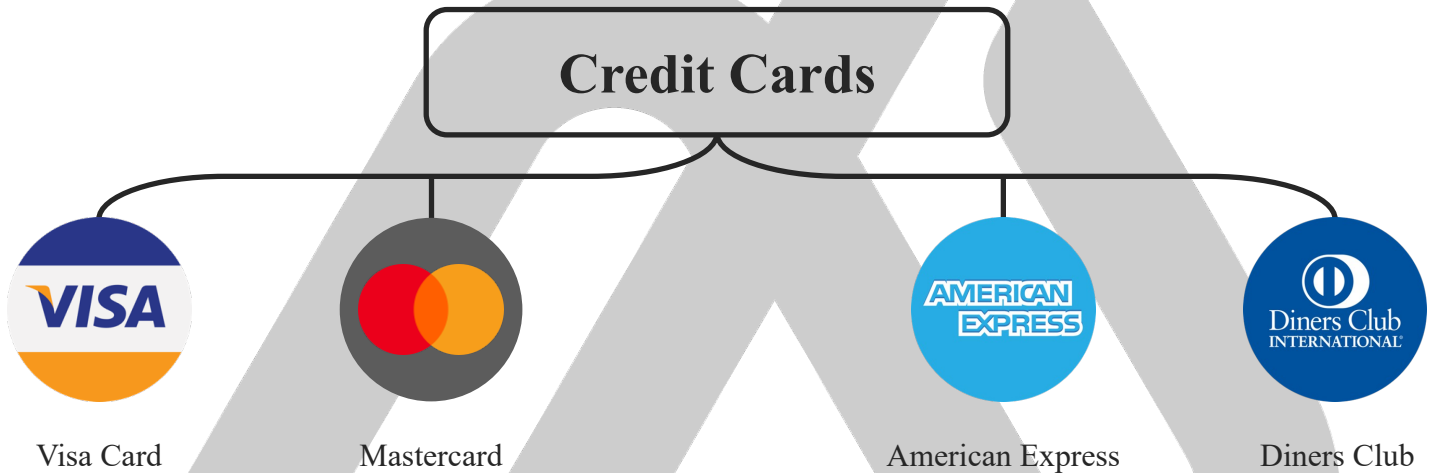 Credit Cards
VISA
AMERICAN
EXPRESS
Diners Club
INTERNATIONAL®
Visa Card
Mastercard
American Express
Diners Club